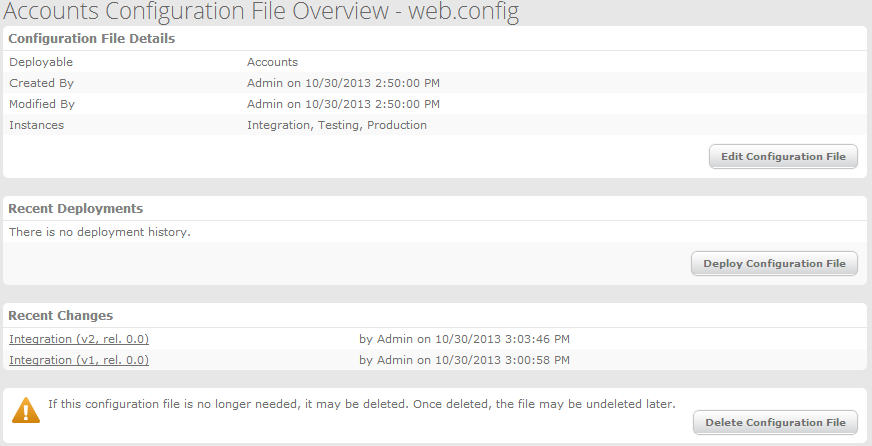 Accounts Configuration File Overview - web.config
Configuration File Details
Deployable Accounts
Created By Admin on 10/30/2013 2:50:00 PM
Modified By Admin on 10/30/2013 2:50:00 PM
Instances Integration, Testing, Production
Edit Configuration File
Recent Deployments
There is no deployment history.
Deploy Configuration File
Recent Changes
Integration (v2, rel. 0.0) by Admin on 10/30/2013 3:03:46 PM
Integration (v1, rel. 0.0) by Admin on 10/30/2013 3:00:58 PM
If this configuration file is no longer needed, it may be deleted. Once deleted, the file may be undeleted later.
Delete Configuration File